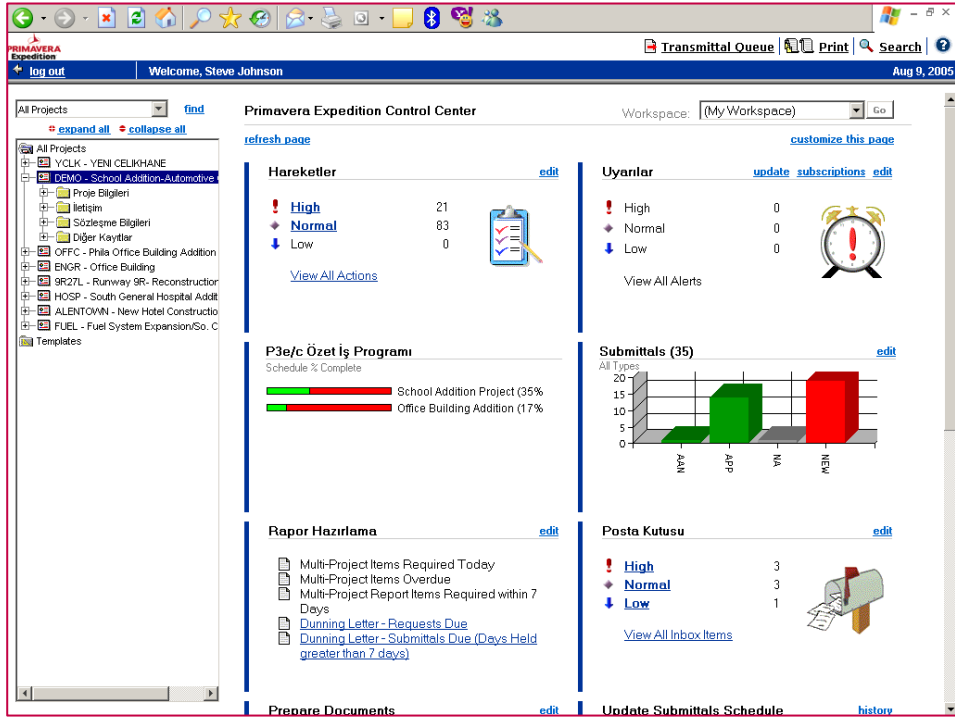 PRIMAVERA
Expedition
Transmittal Queue Print Search
log out Welcome, Steve Johnson Aug 9, 2005
All Projects find
expand all collapse all
All Projects
YCLK - YENI CELIKHANE
DEMO - School Addition-Automotive
Proje Bilgileri
İletişim
Sözleşme Bilgileri
Diğer Kayıtlar
OFFC - Phila Office Building Addition
ENGR - Office Building
9R27L - Runway 9R- Reconstruction
HOSP - South General Hospital Addit
ALENTOWN - New Hotel Constructio
FUEL - Fuel System Expansion/So. C
Templates
Primavera Expedition Control Center Workspace: (My Workspace) Go
refresh page customize this page
Hareketler edit
High 21
Normal 83
Low 0
View All Actions
Uyarılar update subscriptions edit
High 0
Normal 0
Low 0
View All Alerts
P3e/c Özet İş Programı
Schedule % Complete
School Addition Project (35%
Office Building Addition (17%
Submittals (35) edit
All Types
20
15
10
5
0
AAN APP NA NEW
Rapor Hazırlama edit
Multi-Project Items Required Today
Multi-Project Items Overdue
Multi-Project Report Items Required within 7
Days
Dunning Letter - Requests Due
Dunning Letter - Submittals Due (Days Held
greater than 7 days)
Posta Kutusu edit
High 3
Normal 3
Low 1
View All Inbox Items
Prepare Documents edit
Update Submittals Schedule history